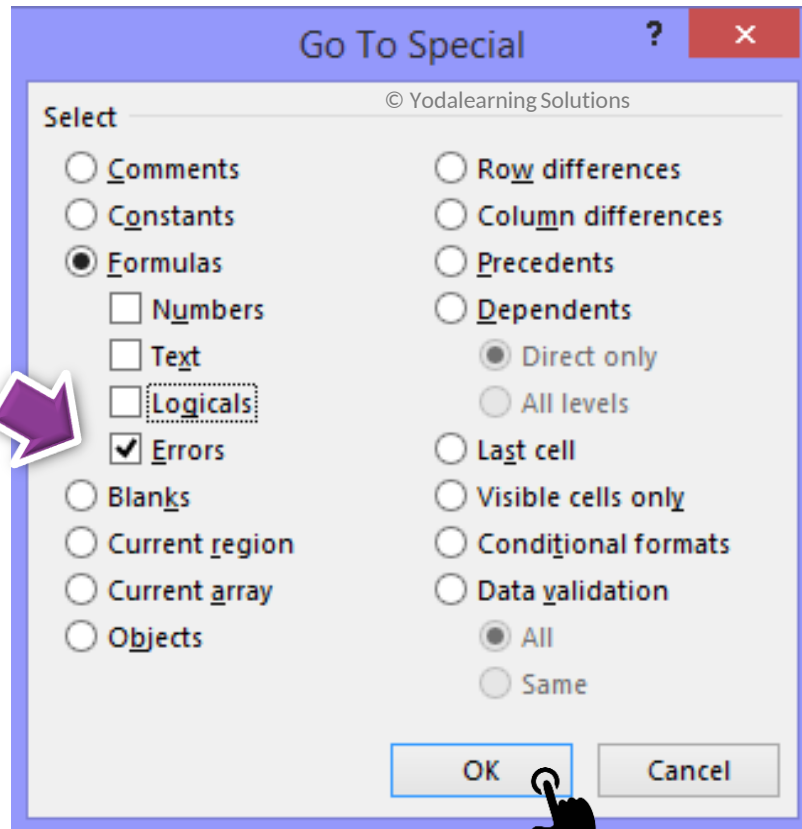 Go To Special
?
© Yodalearning Solutions
Select
Comments
Constants
Formulas
Numbers
Text
Logicals
Errors
Blanks
Current region
Current array
Objects
Row differences
Column differences
Precedents
Dependents
Direct only
All levels
Last cell
Visible cells only
Conditional formats
Data validation
All
Same
OK
Cancel